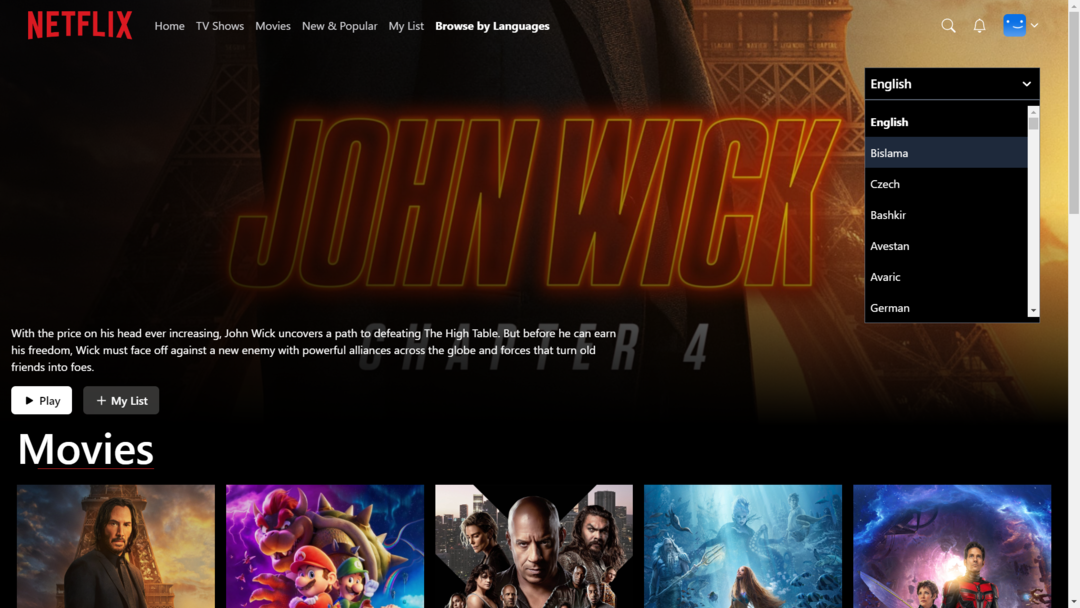 NETFLIX
Home TV Shows Movies New & Popular My List Browse by Languages
English
English
Bislama
Czech
Bashkir
Avestan
Avaric
German
JOHN WICK
CHAPTER 4
With the price on his head ever increasing, John Wick uncovers a path to defeating The High Table. But before he can earn
his freedom, Wick must face off against a new enemy with powerful alliances across the globe and forces that turn old
friends into foes.
Play + My List
Movies